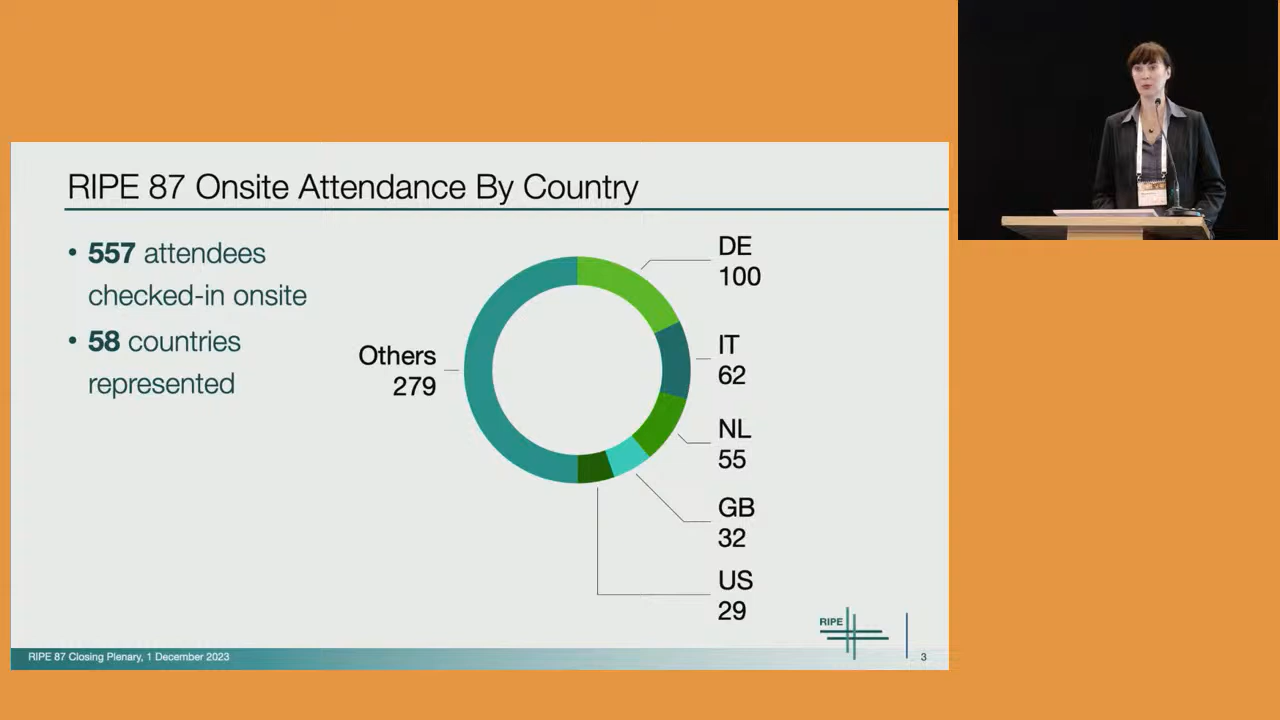 RIPE 87 Onsite Attendance By Country
• 557 attendees
checked-in onsite
• 58 countries
represented
DE
100
IT
62
NL
55
GB
32
US
29
Others
279
RIPE
RIPE 87 Closing Plenary, 1 December 2023
3